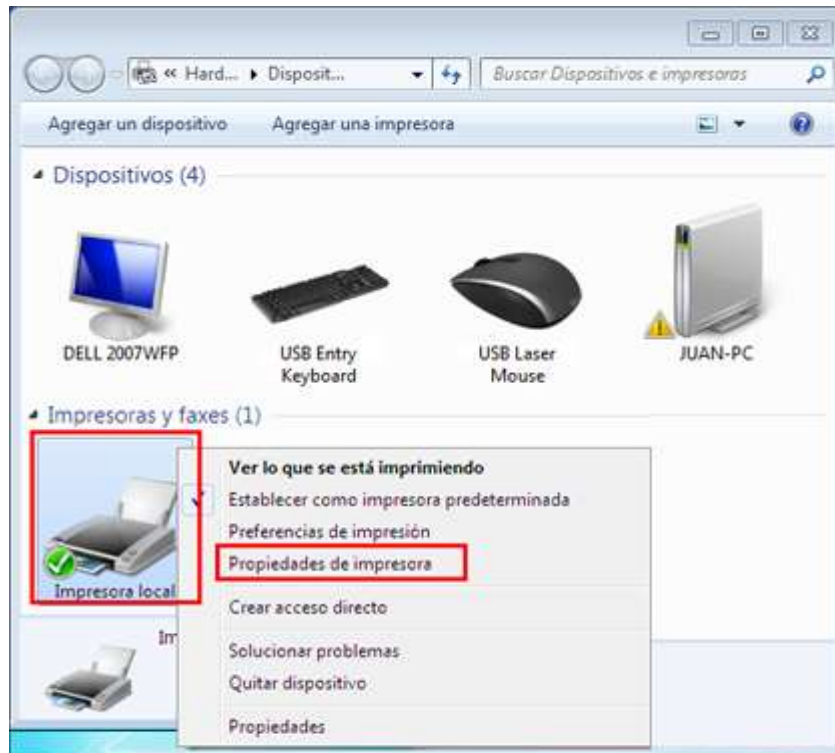 « Hard... ▸ Disposit...
Buscar Dispositivos e impresoras
Agregar un dispositivo Agregar una impresora
Dispositivos (4)
DELL 2007WFP
USB Entry
Keyboard
USB Laser
Mouse
JUAN-PC
Impresoras y faxes (1)
Impresora local
Ver lo que se está imprimiendo
Establecer como impresora predeterminada
Preferencias de impresión
Propiedades de impresora
Crear acceso directo
Solucionar problemas
Quitar dispositivo
Propiedades
Im